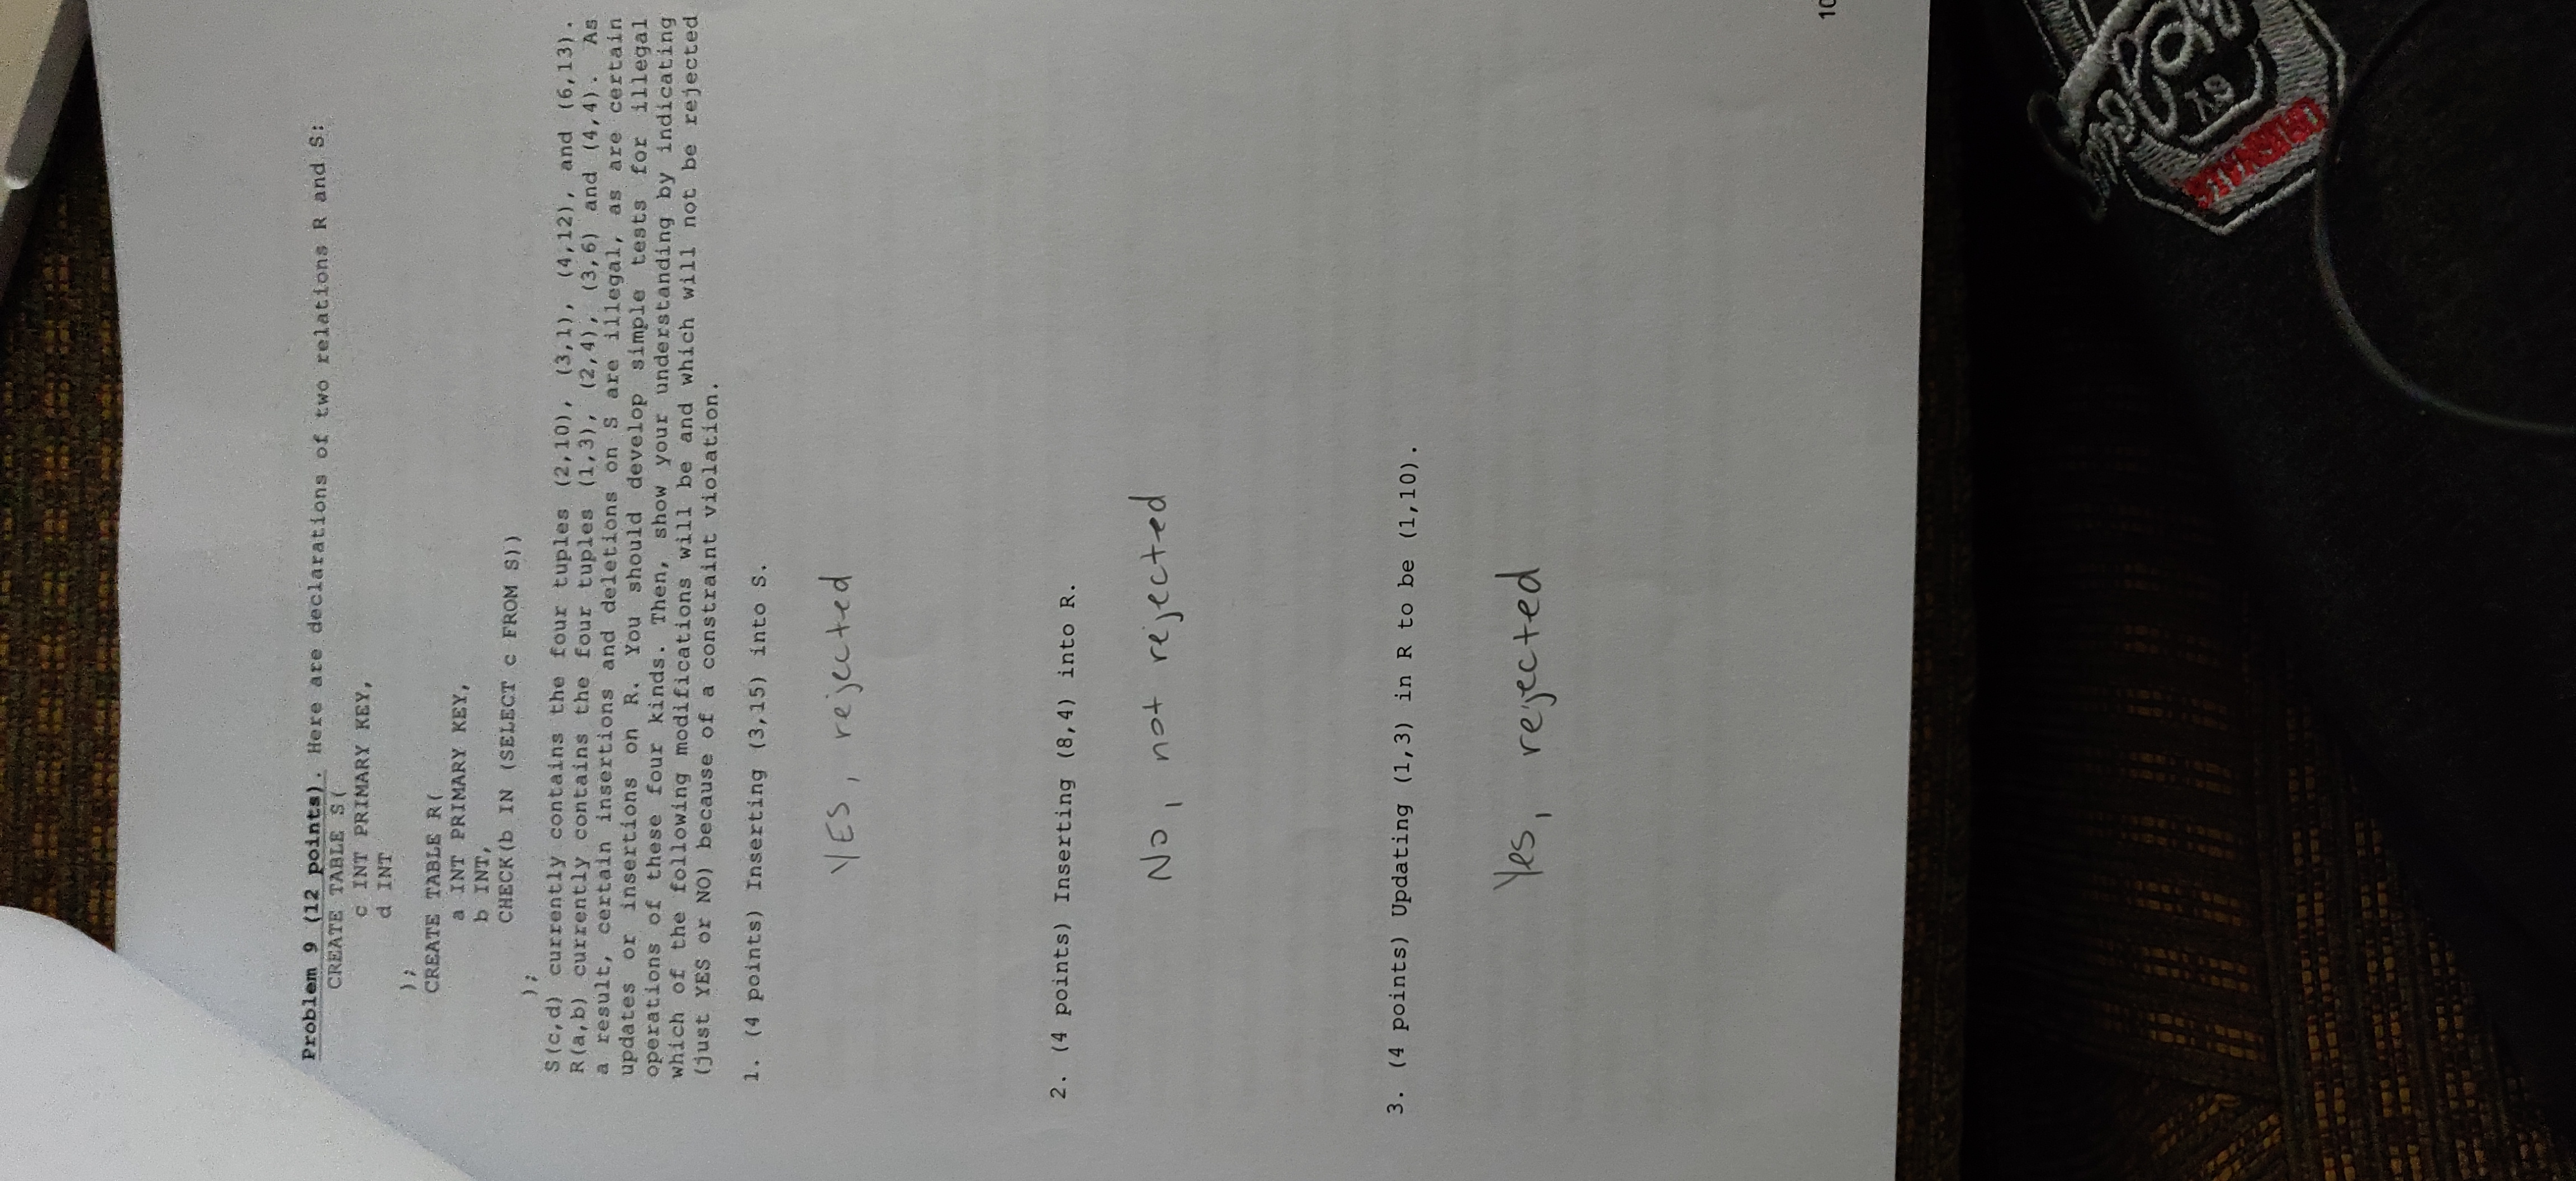 Problem 9 (12 points). Here are declarations of two relations R and S:
CREATE TABLE S(
c INT PRIMARY KEY,
d INT
);
CREATE TABLE R(
a INT PRIMARY KEY,
b INT,
CHECK(b IN (SELECT c FROM S))
);
S(c,d) currently contains the four tuples (2,10), (3,1), (4,12), and (6,13).
R(a,b) currently contains the four tuples (1,3), (2,4), (3,6) and (4,4). As
a result, certain insertions and deletions on S are illegal, as are certain
updates or insertions on R. You should develop simple tests for illegal
operations of these four kinds. Then, show your understanding by indicating
which of the following modifications will be and which will not be rejected
(just YES or NO) because of a constraint violation.
1. (4 points) Inserting (3,15) into S.
YES, rejected
2. (4 points) Inserting (8,4) into R.
No, not rejected
3. (4 points) Updating (1,3) in R to be (1,10).
Yes, rejected
10